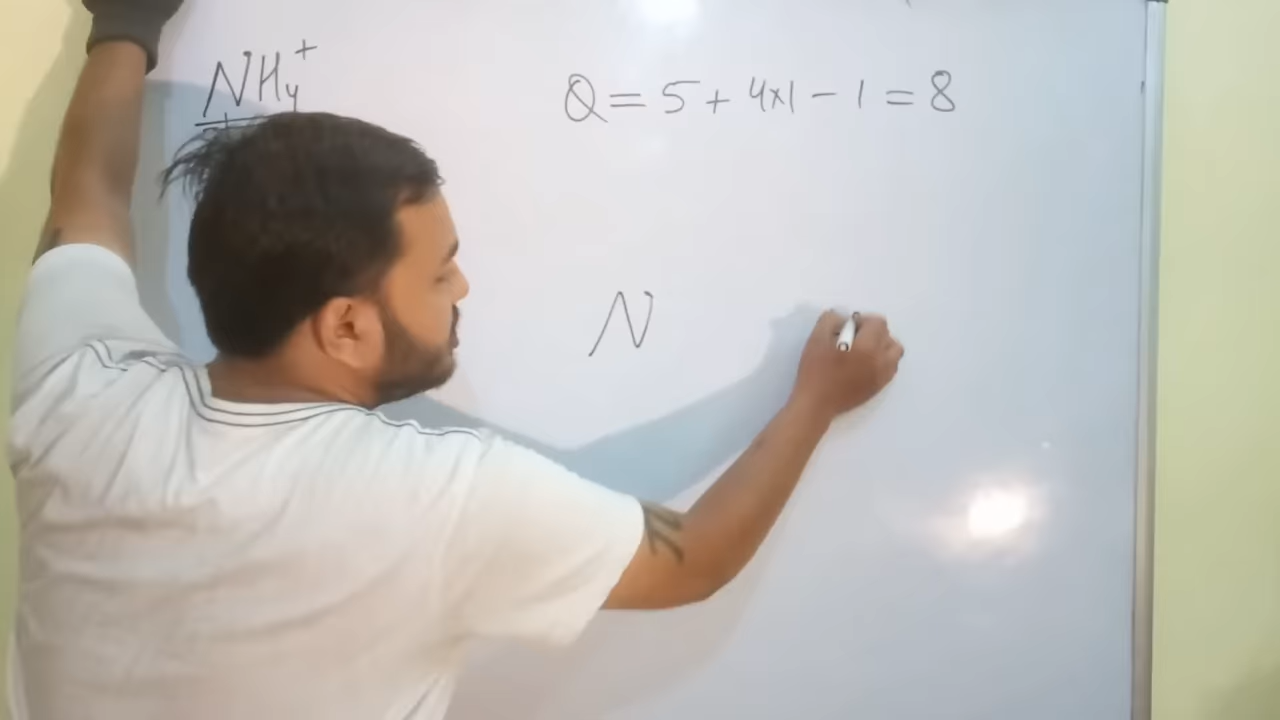 NH₄⁺
Q = 5 + 4x1 - 1 = 8
N